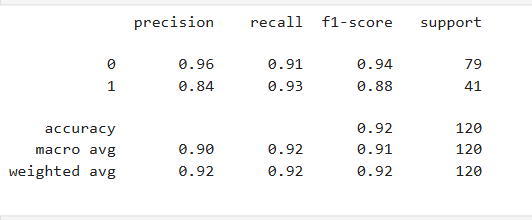 precision recall f1-score support
0 0.96 0.91 0.94 79
1 0.84 0.93 0.88 41
accuracy 0.92 120
macro avg 0.90 0.92 0.91 120
weighted avg 0.92 0.92 0.92 120